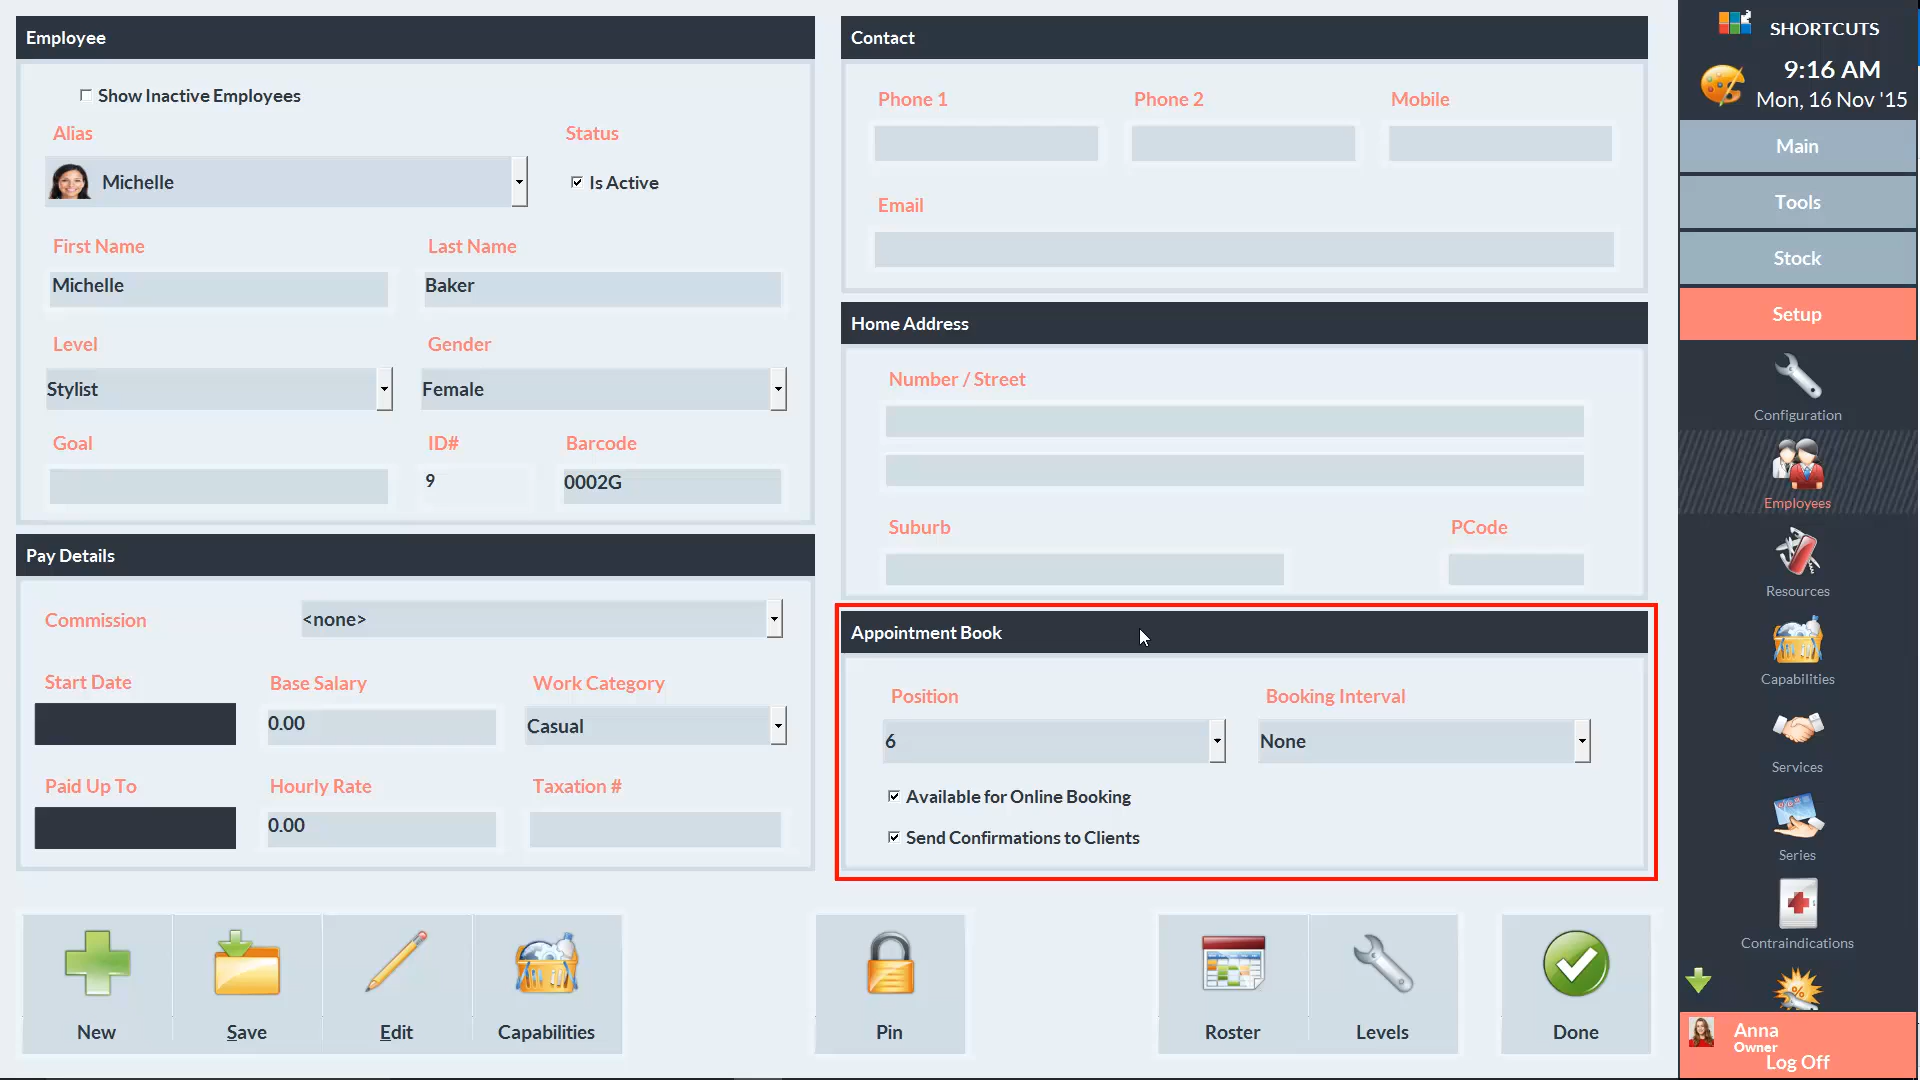 Employee
Show Inactive Employees
Alias
Status
Michelle
Is Active
First Name
Last Name
Michelle
Baker
Level
Gender
Stylist
Female
Goal
ID#
Barcode
9
0002G
Pay Details
Commission
<none>
Start Date
Base Salary
Work Category
0.00
Casual
Paid Up To
Hourly Rate
Taxation #
0.00
Contact
Phone 1
Phone 2
Mobile
Email
Home Address
Number / Street
Suburb
PCode
Appointment Book
Position
Booking Interval
6
None
Available for Online Booking
Send Confirmations to Clients
New
Save
Edit
Capabilities
Pin
Roster
Levels
Done
SHORTCUTS
9:16 AM
Mon, 16 Nov '15
Main
Tools
Stock
Setup
Configuration
Employees
Resources
Capabilities
Services
Series
Contraindications
Anna
Owner
Log Off